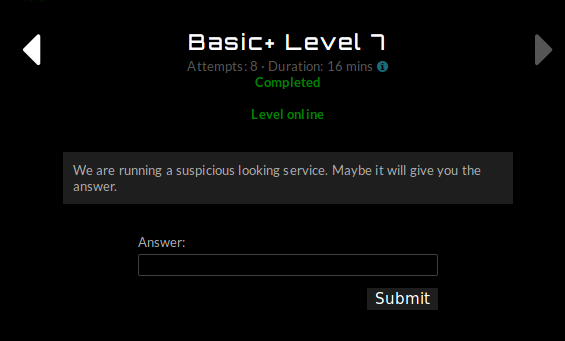 Basic+ Level 7
Attempts: 8 · Duration: 16 mins
Completed
Level online
We are running a suspicious looking service. Maybe it will give you the
answer.
Answer:
Submit